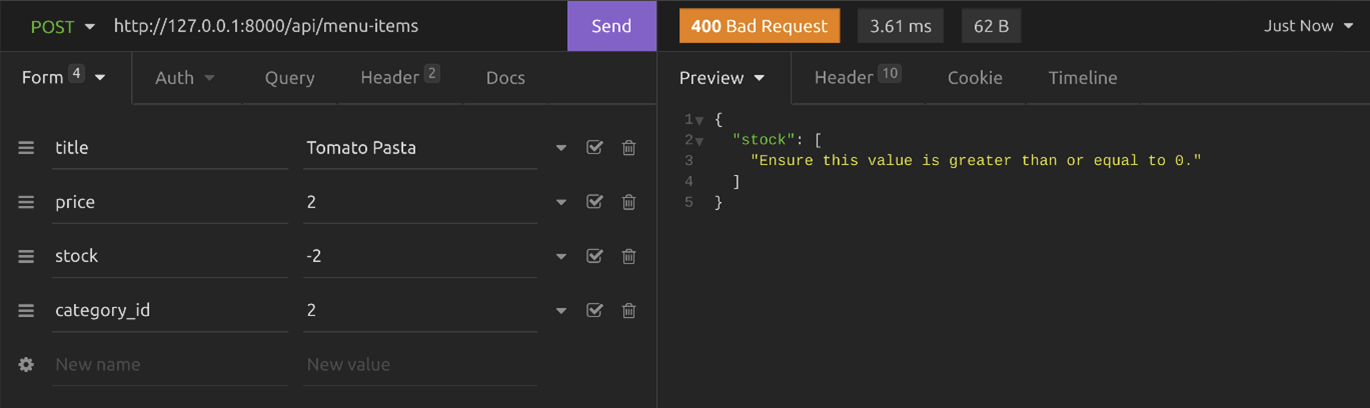 POST http://127.0.0.1:8000/api/menu-items Send 400 Bad Request 3.61 ms 62 B Just Now
Form 4 Auth Query Header 2 Docs
Preview Header 10 Cookie Timeline
title Tomato Pasta
price 2
stock -2
category_id 2
New name New value
1 {
2 "stock": [
3 "Ensure this value is greater than or equal to 0."
4 ]
5 }